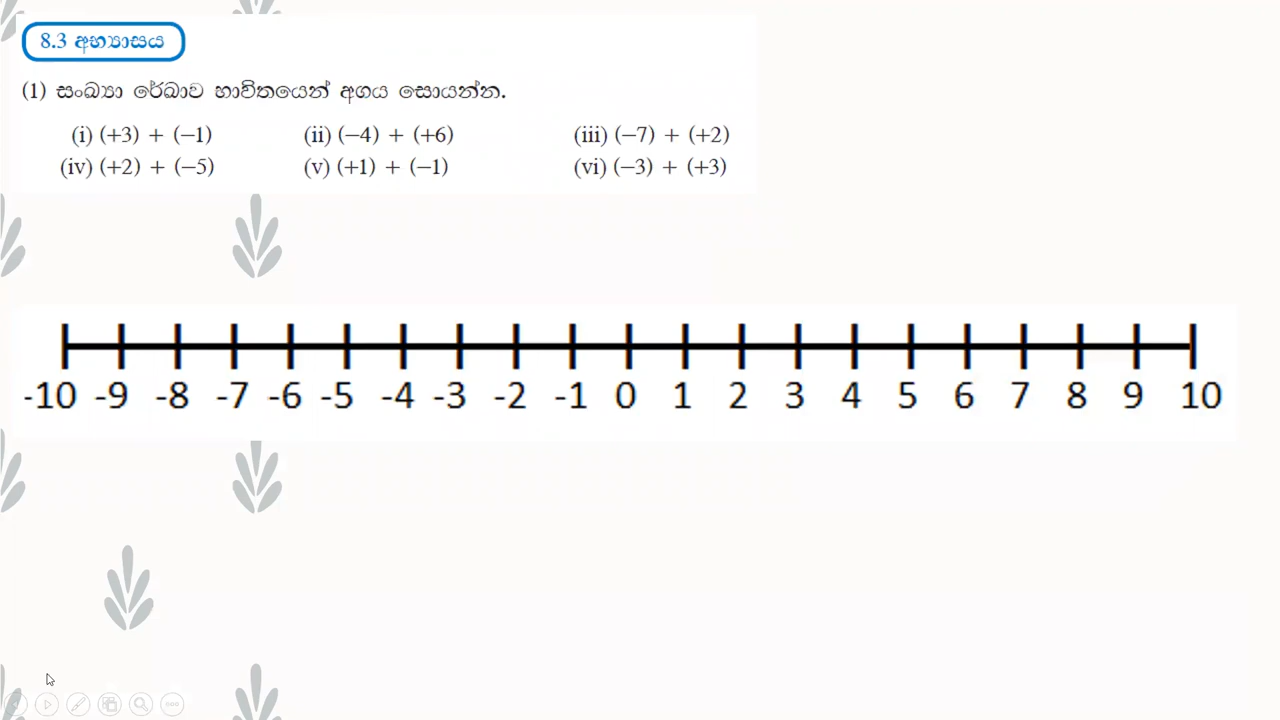 8.3 අභ්‍යාසය
(1) සංඛ්‍යා රේඛාව භාවිතයෙන් අගය සොයන්න.
(i) (+3) + (−1) (ii) (−4) + (+6) (iii) (−7) + (+2)
(iv) (+2) + (−5) (v) (+1) + (−1) (vi) (−3) + (+3)
-10 -9 -8 -7 -6 -5 -4 -3 -2 -1 0 1 2 3 4 5 6 7 8 9 10